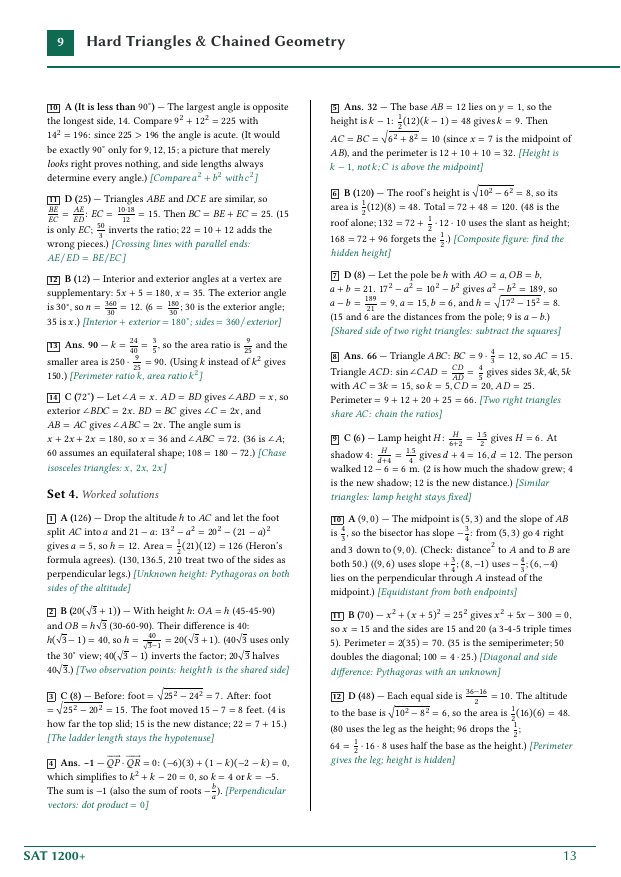 9 Hard Triangles & Chained Geometry
10 A (It is less than 90°) — The largest angle is opposite
the longest side, 14. Compare 9² + 12² = 225 with
14² = 196: since 225 > 196 the angle is acute. (It would
be exactly 90° only for 9, 12, 15; a picture that merely
looks right proves nothing, and side lengths always
determine every angle.) [Compare a² + b² with c²]
11 D (25) — Triangles ABE and DCE are similar, so
BE/EC = AE/ED: EC = 10·18/12 = 15. Then BC = BE + EC = 25. (15
is only EC; 50/3 inverts the ratio; 22 = 10 + 12 adds the
wrong pieces.) [Crossing lines with parallel ends:
AE/ED = BE/EC]
12 B (12) — Interior and exterior angles at a vertex are
supplementary: 5x + 5 = 180, x = 35. The exterior angle
is 30°, so n = 360/30 = 12. (6 = 180/30; 30 is the exterior angle;
35 is x.) [Interior + exterior = 180°; sides = 360/exterior]
13 Ans. 90 — k = 24/40 = 3/5, so the area ratio is 9/25 and the
smaller area is 250 · 9/25 = 90. (Using k instead of k² gives
150.) [Perimeter ratio k, area ratio k²]
14 C (72°) — Let ∠A = x. AD = BD gives ∠ABD = x, so
exterior ∠BDC = 2x. BD = BC gives ∠C = 2x, and
AB = AC gives ∠ABC = 2x. The angle sum is
x + 2x + 2x = 180, so x = 36 and ∠ABC = 72. (36 is ∠A;
60 assumes an equilateral shape; 108 = 180 − 72.) [Chase
isosceles triangles: x, 2x, 2x]
Set 4. Worked solutions
1 A (126) — Drop the altitude h to AC and let the foot
split AC into a and 21 − a: 13² − a² = 20² − (21 − a)²
gives a = 5, so h = 12. Area = 1/2(21)(12) = 126 (Heron's
formula agrees). (130, 136.5, 210 treat two of the sides as
perpendicular legs.) [Unknown height: Pythagoras on both
sides of the altitude]
2 B (20(√3 + 1)) — With height h: OA = h (45-45-90)
and OB = h√3 (30-60-90). Their difference is 40:
h(√3 − 1) = 40, so h = 40/(√3−1) = 20(√3 + 1). (40√3 uses only
the 30° view; 40(√3 − 1) inverts the factor; 20√3 halves
40√3.) [Two observation points: height h is the shared side]
3 C (8) — Before: foot = √(25² − 24²) = 7. After: foot
= √(25² − 20²) = 15. The foot moved 15 − 7 = 8 feet. (4 is
how far the top slid; 15 is the new distance; 22 = 7 + 15.)
[The ladder length stays the hypotenuse]
4 Ans. −1 — QP · QR = 0: (−6)(3) + (1 − k)(−2 − k) = 0,
which simplifies to k² + k − 20 = 0, so k = 4 or k = −5.
The sum is −1 (also the sum of roots −b/a). [Perpendicular
vectors: dot product = 0]
5 Ans. 32 — The base AB = 12 lies on y = 1, so the
height is k − 1: 1/2(12)(k − 1) = 48 gives k = 9. Then
AC = BC = √(6² + 8²) = 10 (since x = 7 is the midpoint of
AB), and the perimeter is 12 + 10 + 10 = 32. [Height is
k − 1, not k; C is above the midpoint]
6 B (120) — The roof's height is √(10² − 6²) = 8, so its
area is 1/2(12)(8) = 48. Total = 72 + 48 = 120. (48 is the
roof alone; 132 = 72 + 1/2 · 12 · 10 uses the slant as height;
168 = 72 + 96 forgets the 1/2.) [Composite figure: find the
hidden height]
7 D (8) — Let the pole be h with AO = a, OB = b,
a + b = 21. 17² − a² = 10² − b² gives a² − b² = 189, so
a − b = 189/21 = 9, a = 15, b = 6, and h = √(17² − 15²) = 8.
(15 and 6 are the distances from the pole; 9 is a − b.)
[Shared side of two right triangles: subtract the squares]
8 Ans. 66 — Triangle ABC: BC = 9 · 4/3 = 12, so AC = 15.
Triangle ACD: sin ∠CAD = CD/AD = 4/5 gives sides 3k, 4k, 5k
with AC = 3k = 15, so k = 5, CD = 20, AD = 25.
Perimeter = 9 + 12 + 20 + 25 = 66. [Two right triangles
share AC: chain the ratios]
9 C (6) — Lamp height H: H/(6+2) = 1.5/2 gives H = 6. At
shadow 4: H/(d+4) = 1.5/4 gives d + 4 = 16, d = 12. The person
walked 12 − 6 = 6 m. (2 is how much the shadow grew; 4
is the new shadow; 12 is the new distance.) [Similar
triangles: lamp height stays fixed]
10 A (9, 0) — The midpoint is (5, 3) and the slope of AB
is 4/3, so the bisector has slope −3/4: from (5, 3) go 4 right
and 3 down to (9, 0). (Check: distance² to A and to B are
both 50.) ((9, 6) uses slope +3/4; (8, −1) uses −4/3; (6, −4)
lies on the perpendicular through A instead of the
midpoint.) [Equidistant from both endpoints]
11 B (70) — x² + (x + 5)² = 25² gives x² + 5x − 300 = 0,
so x = 15 and the sides are 15 and 20 (a 3-4-5 triple times
5). Perimeter = 2(35) = 70. (35 is the semiperimeter; 50
doubles the diagonal; 100 = 4 · 25.) [Diagonal and side
difference: Pythagoras with an unknown]
12 D (48) — Each equal side is (36−16)/2 = 10. The altitude
to the base is √(10² − 8²) = 6, so the area is 1/2(16)(6) = 48.
(80 uses the leg as the height; 96 drops the 1/2;
64 = 1/2 · 16 · 8 uses half the base as the height.) [Perimeter
gives the leg; height is hidden]
SAT 1200+ 13